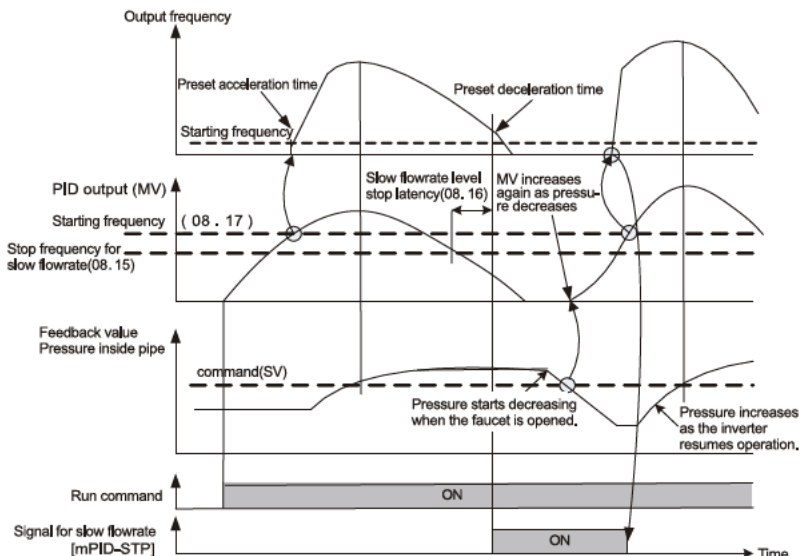 Output frequency
Preset acceleration time
Preset deceleration time
Starting frequency
Slow flowrate level
stop latency(08. 16)
MV increases
again as pressu-
re decreases
PID output (MV)
Starting frequency
(08. 17)
Stop frequency for
slow flowrate(08. 15)
Feedback value
Pressure inside pipe
command(SV)
Pressure starts decreasing
when the faucet is opened.
Pressure increases
as the inverter
resumes operation.
Run command
ON
Signal for slow flowrate
[mPID-STP]
ON
Time